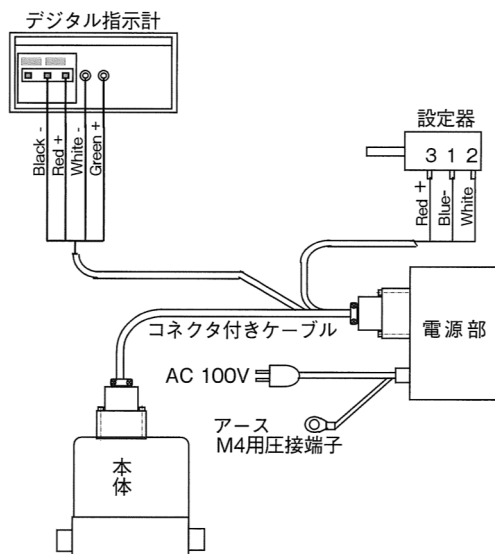 デジタル指示計
Black -
Red +
White -
Green +
設定器
3 1 2
Red +
Blue-
White
コネクタ付きケーブル
電源部
AC 100V
アース
M4用圧接端子
本体